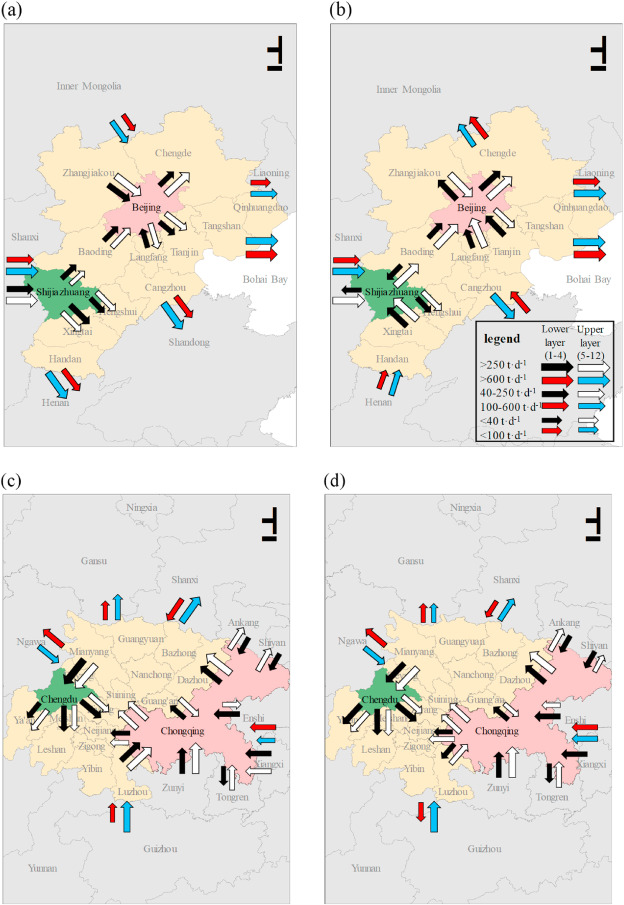 (a)
Inner Mongolia
Chengde
Zhangjiakou
Liaoning
Beijing
Qinhuangdao
Tangshan
Shanxi
Baoding
Tianjin
Langfang
Bohai Bay
Cangzhou
Shijiazhuang
Hengshui
Xingtai
Shandong
Handan
Henan
(b)
Inner Mongolia
Chengde
Zhangjiakou
Liaoning
Beijing
Qinhuangdao
Tangshan
Shanxi
Baoding
Tianjin
Langfang
Bohai Bay
Cangzhou
Shijiazhuang
Hengshui
Xingtai
Handan
Henan
legend
Lower layer (1-4)
Upper layer (5-12)
>250 t·d-1
>600 t·d-1
40-250 t·d-1
100-600 t·d-1
<40 t·d-1
<100 t·d-1
(c)
Ningxia
Gansu
Shanxi
Ankang
Ngawa
Guangyuan
Shiyan
Mianyang
Bazhong
Nanchong
Dazhou
Chengdu
Suining
Guang'an
Enshi
Neijiang
Chongqing
Leshan
Zigong
Xiangxi
Yibin
Luzhou
Zunyi
Tongren
Guizhou
Yunnan
(d)
Ningxia
Gansu
Shanxi
Ankang
Ngawa
Guangyuan
Shiyan
Mianyang
Bazhong
Nanchong
Dazhou
Chengdu
Suining
Guang'an
Enshi
Neijiang
Chongqing
Leshan
Zigong
Xiangxi
Yibin
Luzhou
Zunyi
Tongren
Guizhou
Yunnan